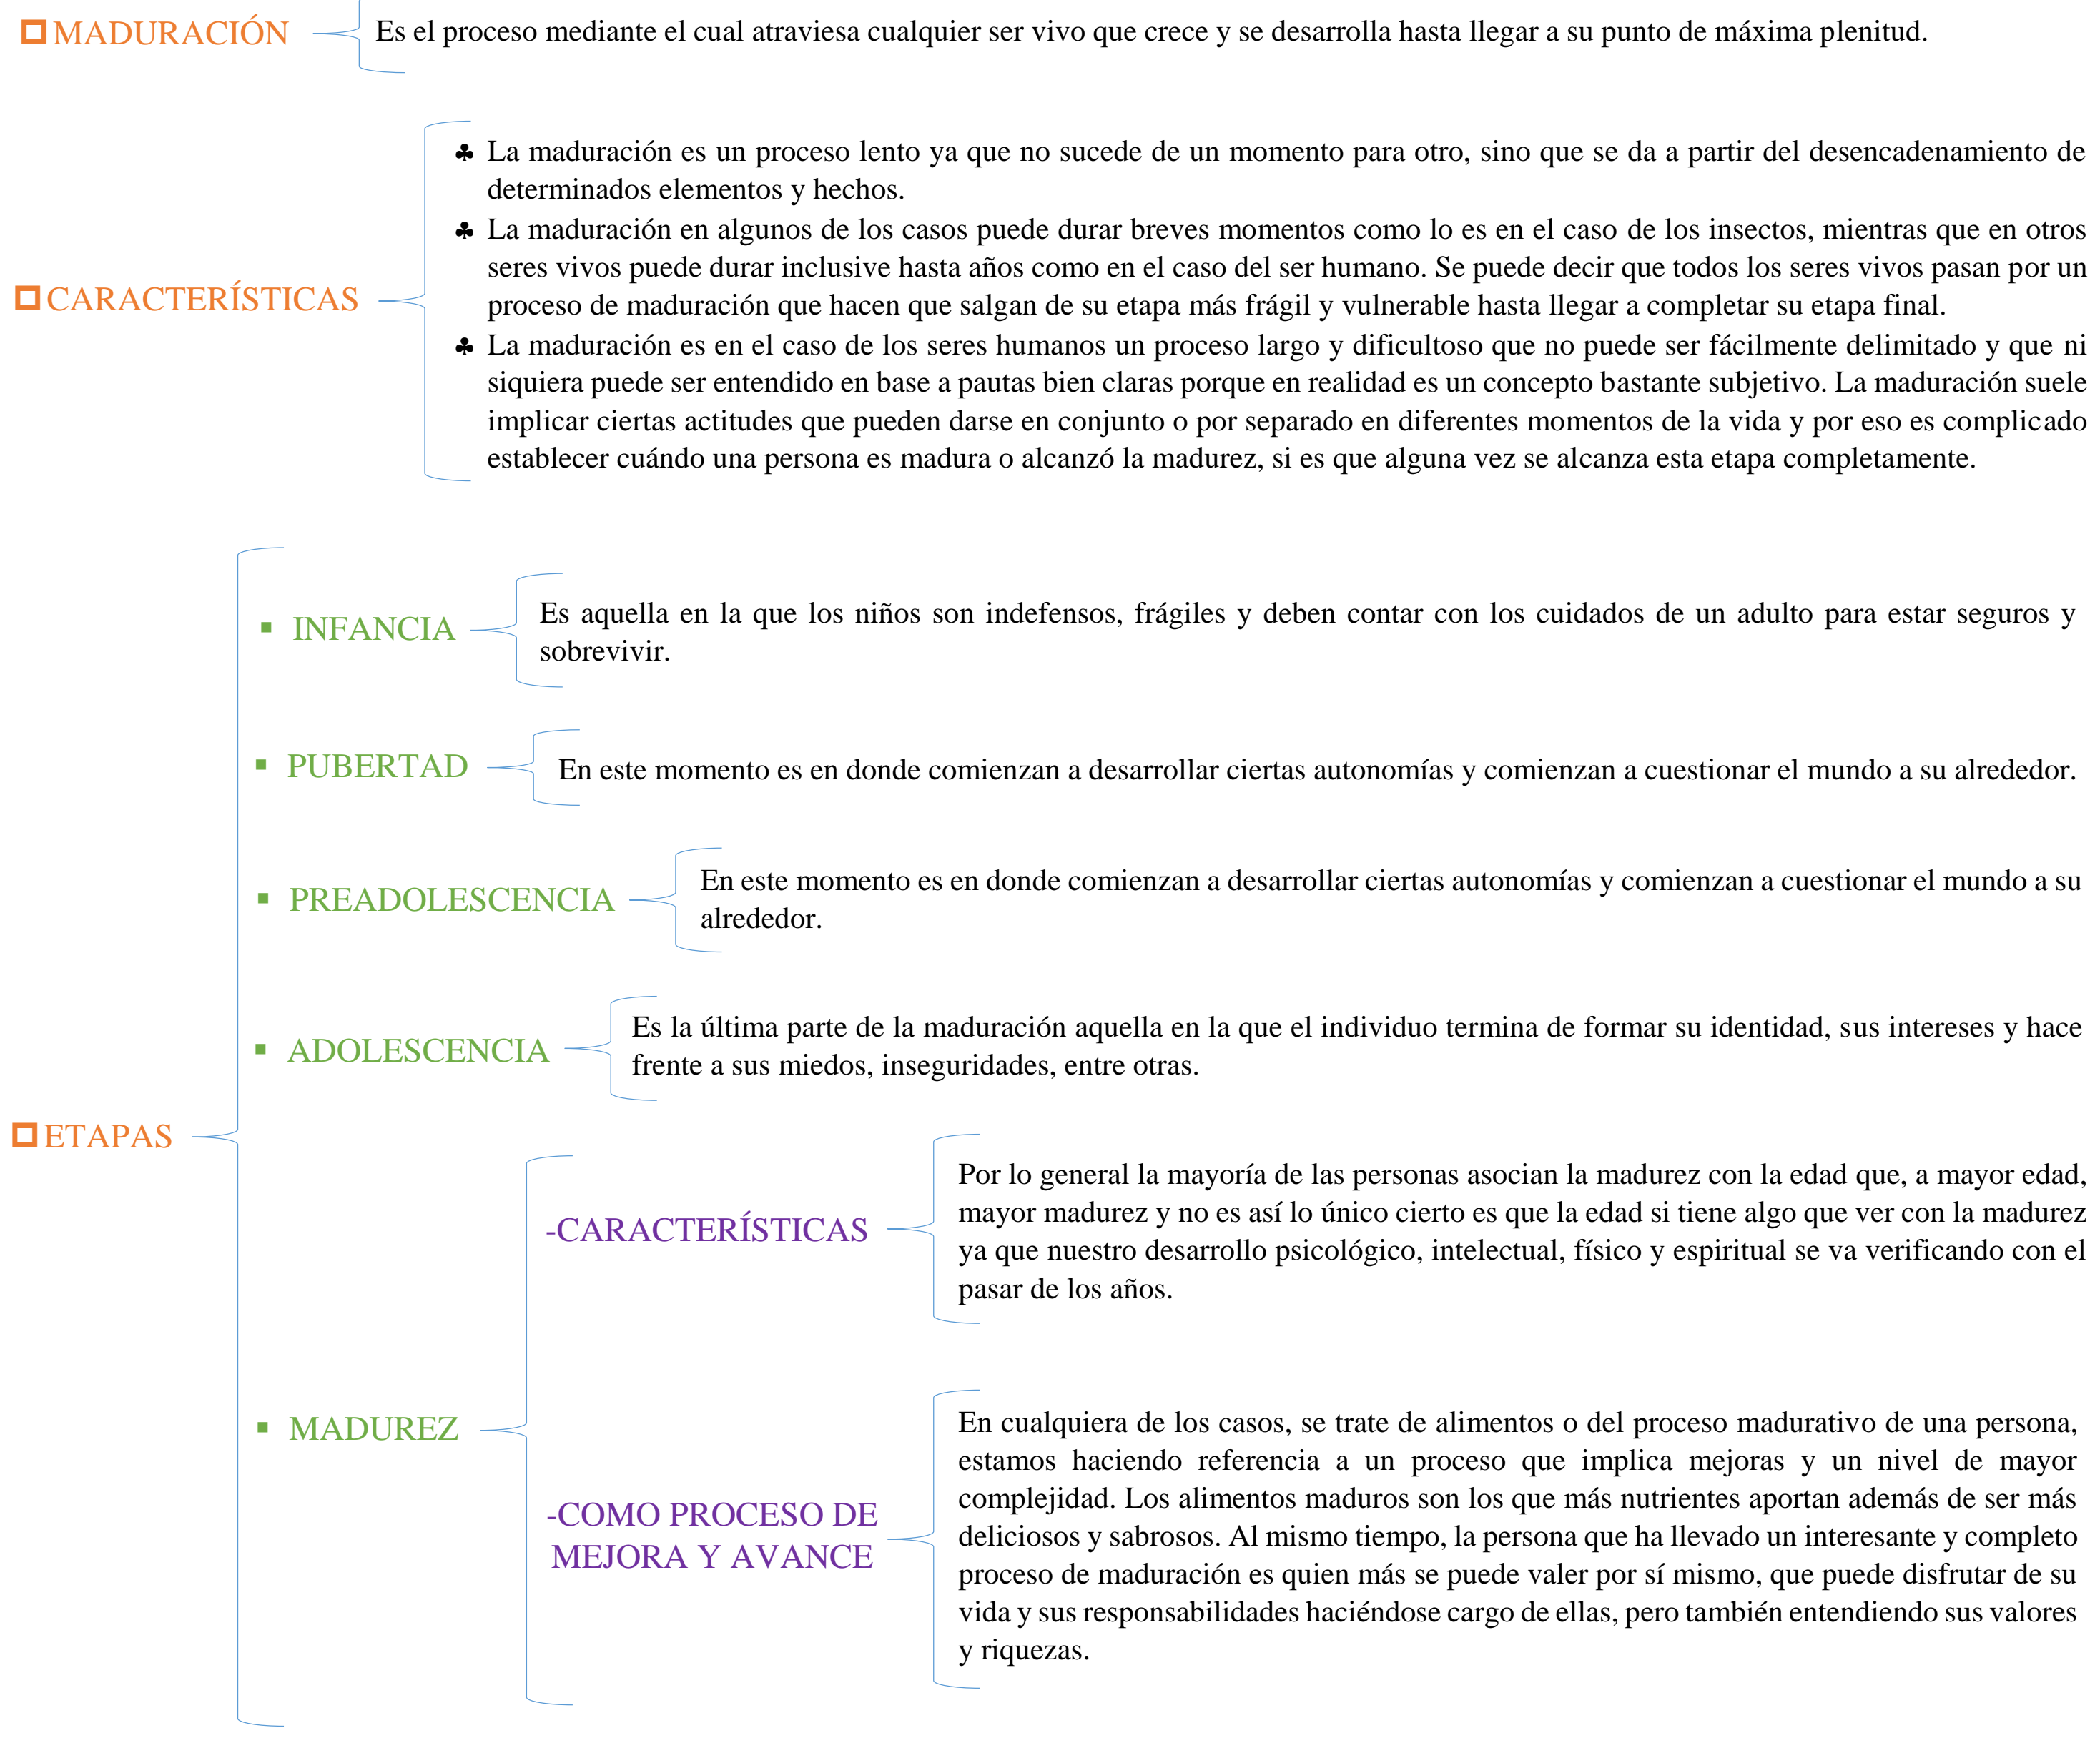 MADURACIÓN
Es el proceso mediante el cual atraviesa cualquier ser vivo que crece y se desarrolla hasta llegar a su punto de máxima plenitud.
CARACTERÍSTICAS
♣ La maduración es un proceso lento ya que no sucede de un momento para otro, sino que se da a partir del desencadenamiento de
determinados elementos y hechos.
♣ La maduración en algunos de los casos puede durar breves momentos como lo es en el caso de los insectos, mientras que en otros
seres vivos puede durar inclusive hasta años como en el caso del ser humano. Se puede decir que todos los seres vivos pasan por un
proceso de maduración que hacen que salgan de su etapa más frágil y vulnerable hasta llegar a completar su etapa final.
♣ La maduración es en el caso de los seres humanos un proceso largo y dificultoso que no puede ser fácilmente delimitado y que ni
siquiera puede ser entendido en base a pautas bien claras porque en realidad es un concepto bastante subjetivo. La maduración suele
implicar ciertas actitudes que pueden darse en conjunto o por separado en diferentes momentos de la vida y por eso es complicado
establecer cuándo una persona es madura o alcanzó la madurez, si es que alguna vez se alcanza esta etapa completamente.
ETAPAS
▪ INFANCIA
Es aquella en la que los niños son indefensos, frágiles y deben contar con los cuidados de un adulto para estar seguros y
sobrevivir.
▪ PUBERTAD
En este momento es en donde comienzan a desarrollar ciertas autonomías y comienzan a cuestionar el mundo a su alrededor.
▪ PREADOLESCENCIA
En este momento es en donde comienzan a desarrollar ciertas autonomías y comienzan a cuestionar el mundo a su
alrededor.
▪ ADOLESCENCIA
Es la última parte de la maduración aquella en la que el individuo termina de formar su identidad, sus intereses y hace
frente a sus miedos, inseguridades, entre otras.
▪ MADUREZ
-CARACTERÍSTICAS
Por lo general la mayoría de las personas asocian la madurez con la edad que, a mayor edad,
mayor madurez y no es así lo único cierto es que la edad si tiene algo que ver con la madurez
ya que nuestro desarrollo psicológico, intelectual, físico y espiritual se va verificando con el
pasar de los años.
-COMO PROCESO DE
MEJORA Y AVANCE
En cualquiera de los casos, se trate de alimentos o del proceso madurativo de una persona,
estamos haciendo referencia a un proceso que implica mejoras y un nivel de mayor
complejidad. Los alimentos maduros son los que más nutrientes aportan además de ser más
deliciosos y sabrosos. Al mismo tiempo, la persona que ha llevado un interesante y completo
proceso de maduración es quien más se puede valer por sí mismo, que puede disfrutar de su
vida y sus responsabilidades haciéndose cargo de ellas, pero también entendiendo sus valores
y riquezas.